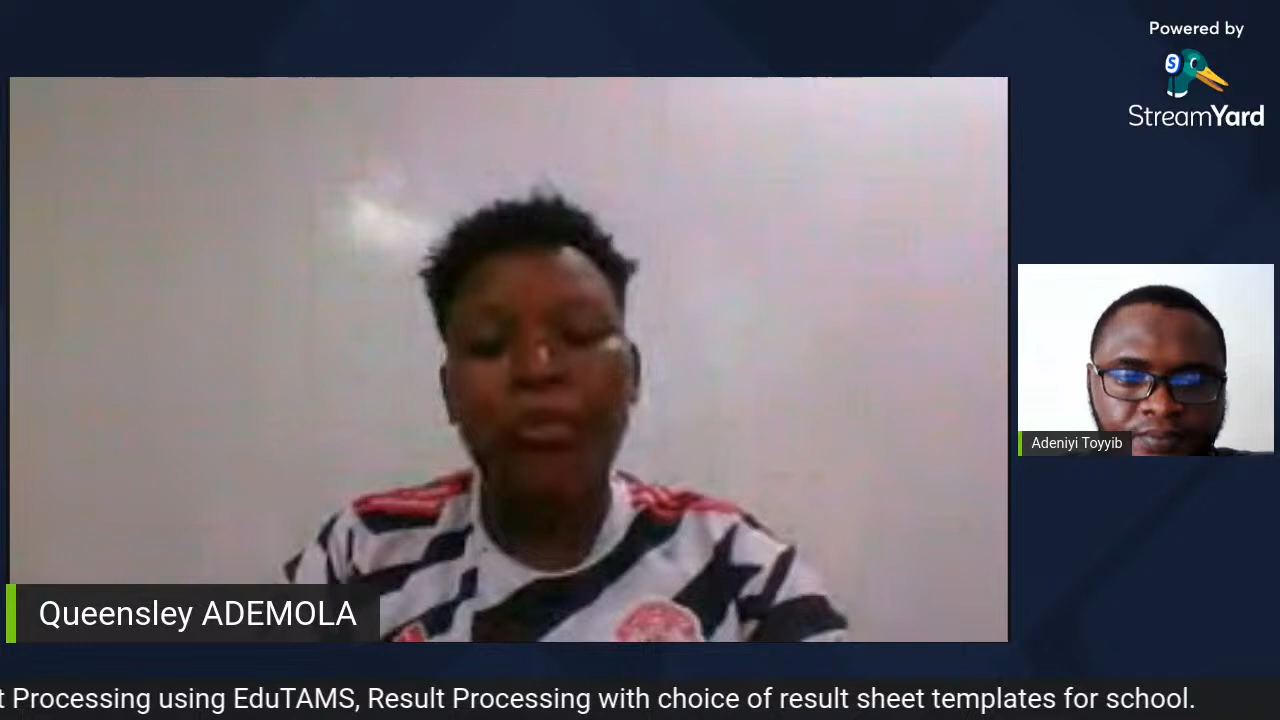 Powered by
S
StreamYard
Adeniyi Toyyib
Queensley ADEMOLA
t Processing using EduTAMS, Result Processing with choice of result sheet templates for school.